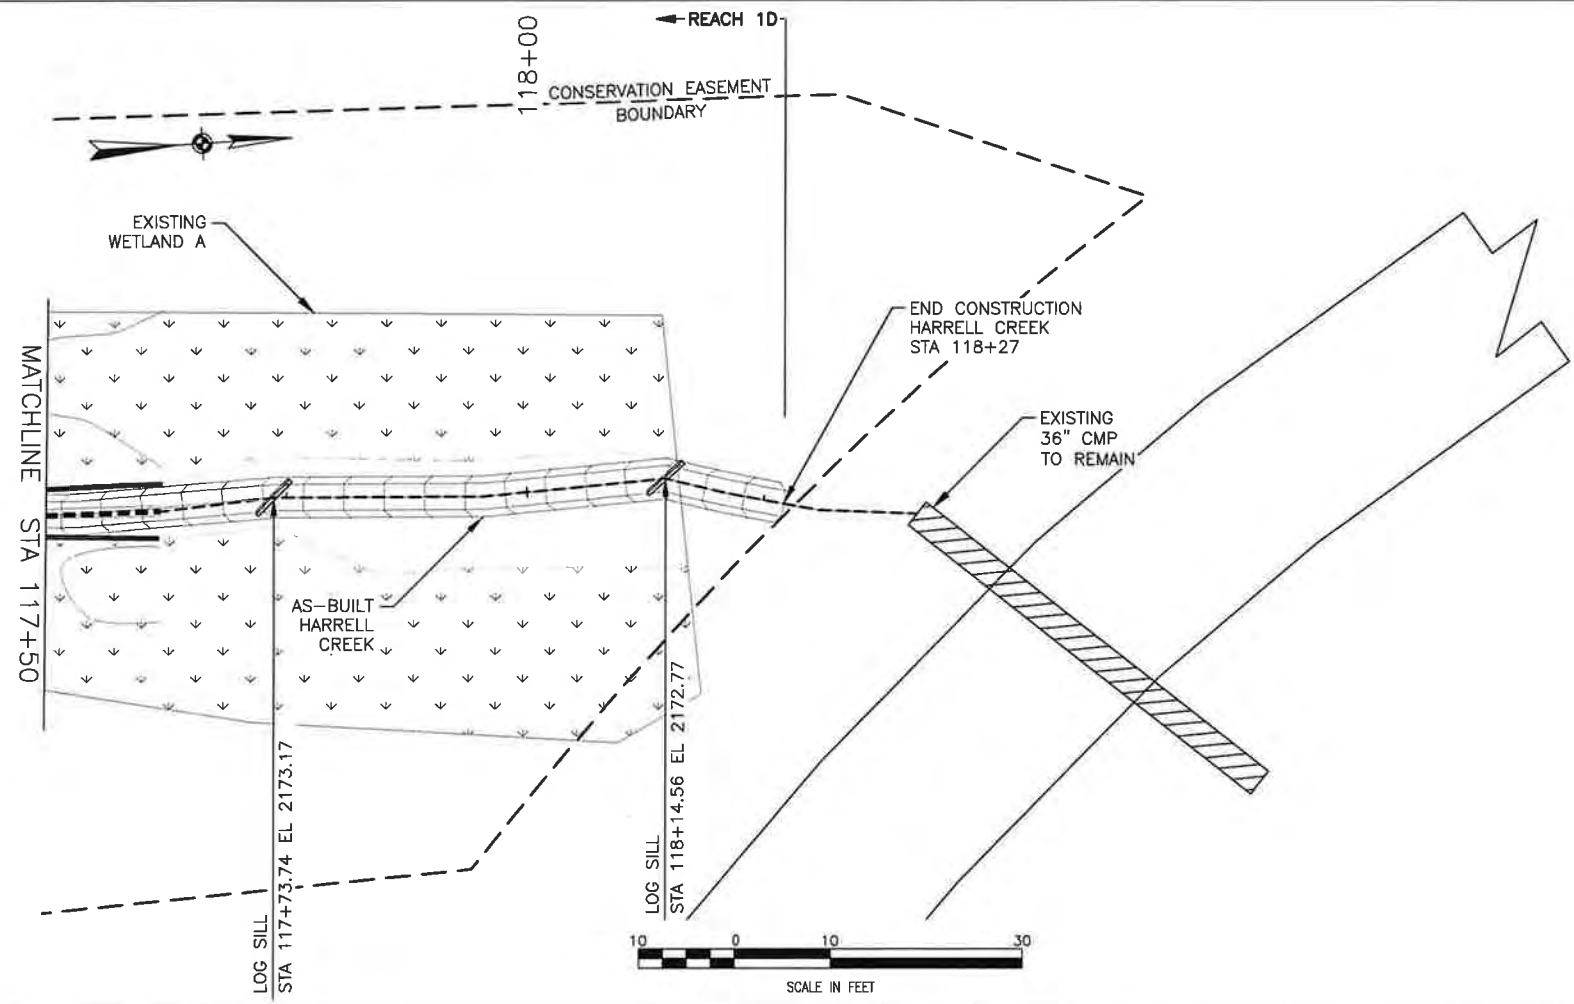 REACH 1D
118+00
CONSERVATION EASEMENT
BOUNDARY
EXISTING
WETLAND A
END CONSTRUCTION
HARRELL CREEK
STA 118+27
EXISTING
36" CMP
TO REMAIN
MATCHLINE STA 117+50
AS-BUILT
HARRELL
CREEK
LOG SILL
STA 117+73.74 EL 2173.17
LOG SILL
STA 118+14.56 EL 2172.77
10 0 10 30
SCALE IN FEET